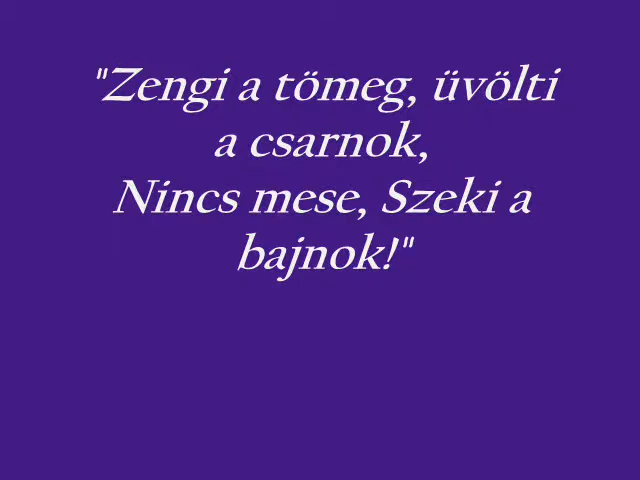 "Zengi a tömeg, üvölti
a csarnok,
Nincs mese, Szeki a
bajnok!"